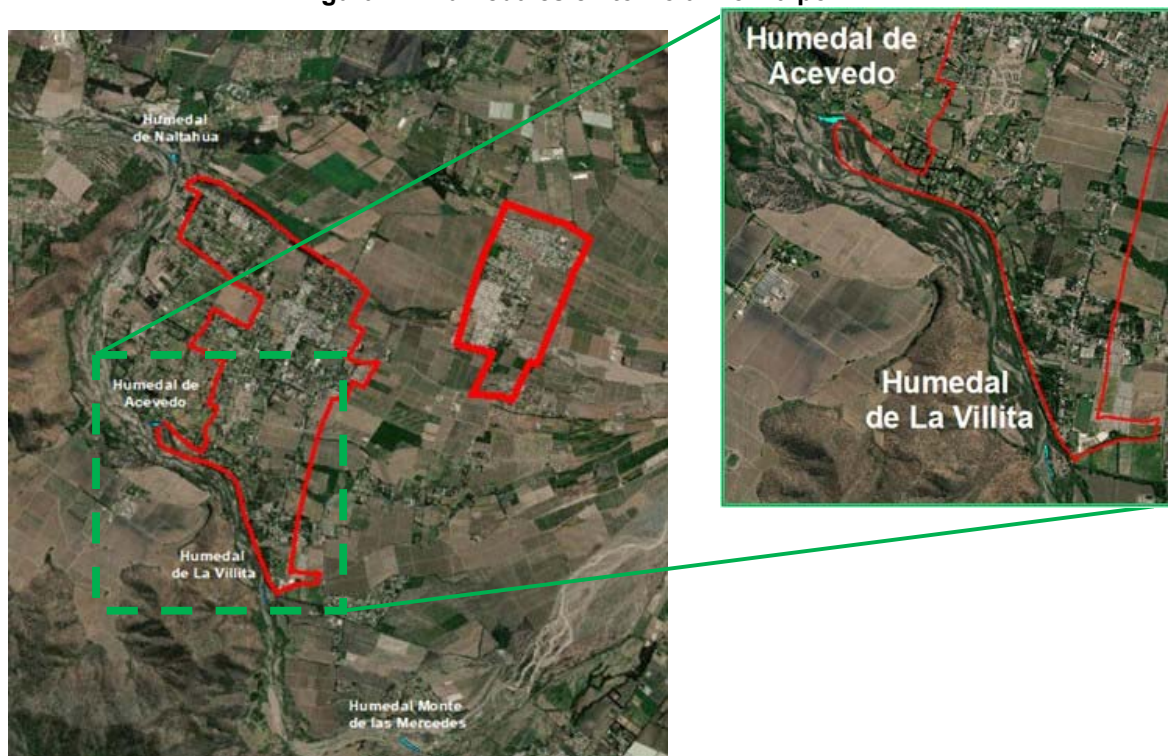 Humedal
de Naltahua
Humedal de
Acevedo
Humedal
de La Villita
Humedal Monte
de las Mercedes
Humedal de
Acevedo
Humedal
de La Villita